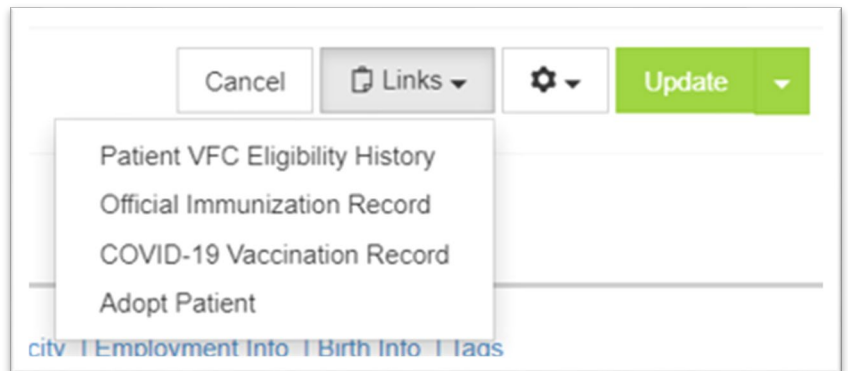 Cancel Links Update
Patient VFC Eligibility History
Official Immunization Record
COVID-19 Vaccination Record
Adopt Patient
city | Employment Info | Birth Info | Tags